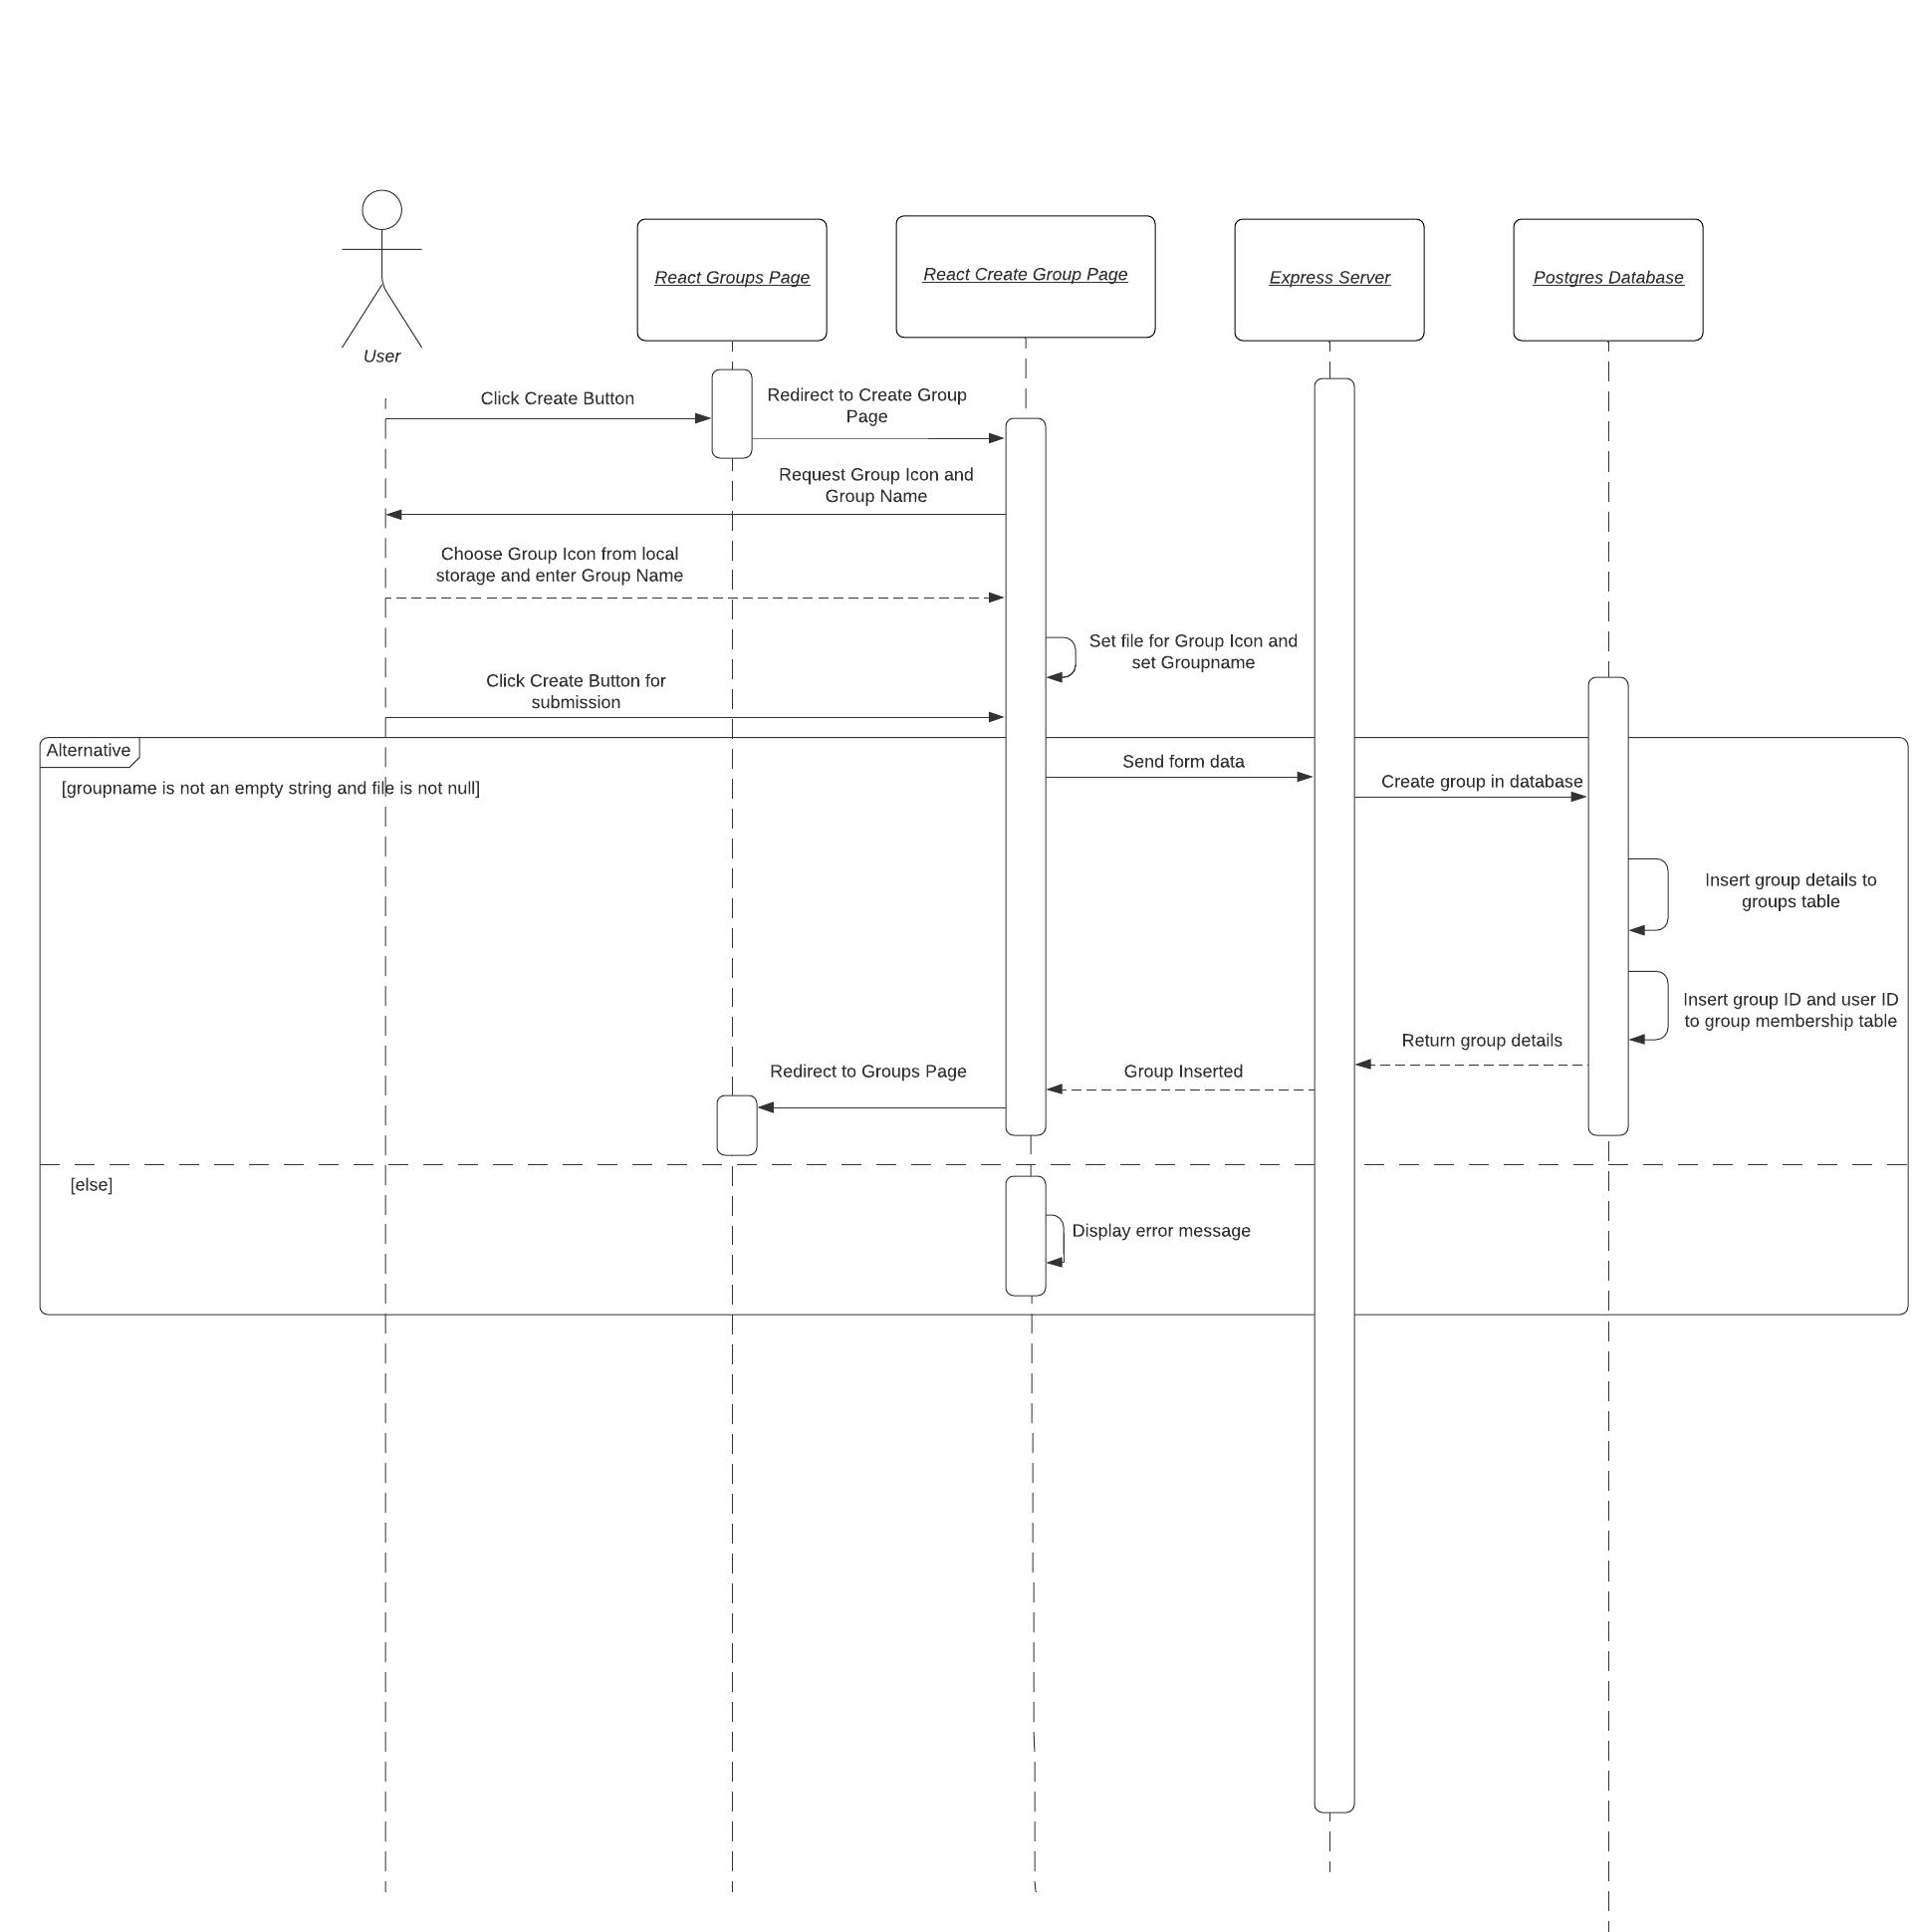 React Groups Page
React Create Group Page
Express Server
Postgres Database
User
Click Create Button
Redirect to Create Group
Page
Request Group Icon and
Group Name
Choose Group Icon from local
storage and enter Group Name
Set file for Group Icon and
set Groupname
Click Create Button for
submission
Alternative
[groupname is not an empty string and file is not null]
Send form data
Create group in database
Insert group details to
groups table
Insert group ID and user ID
to group membership table
Return group details
Group Inserted
Redirect to Groups Page
[else]
Display error message